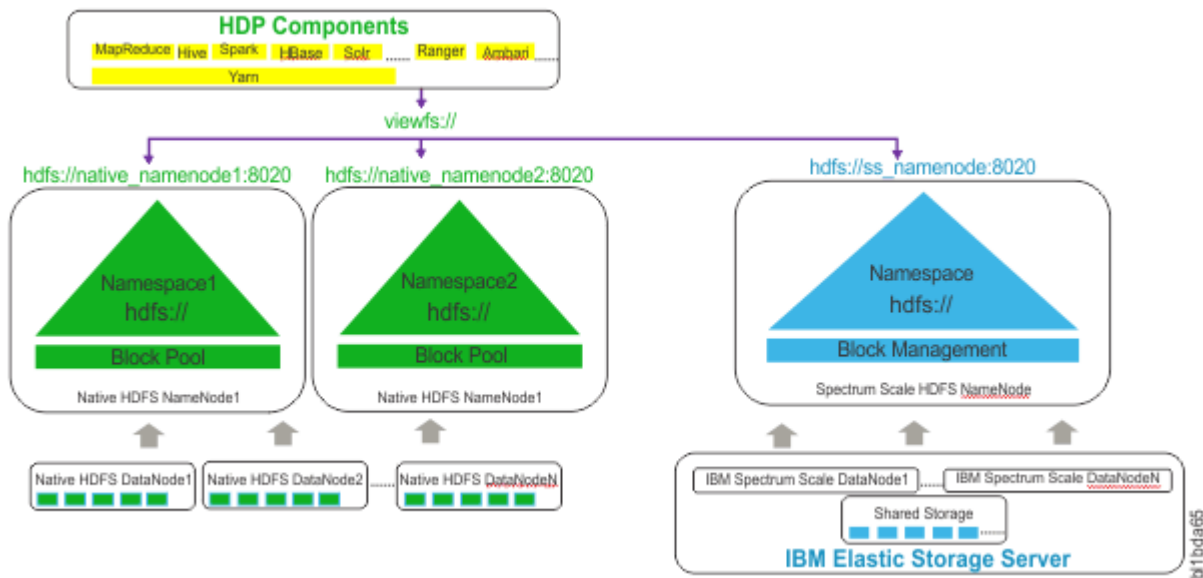 HDP Components
MapReduce Hive Spark HBase Solr ...... Ranger Ambari ......
Yarn
viewfs://
hdfs://native_namenode1:8020 hdfs://native_namenode2:8020 hdfs://ss_namenode:8020
Namespace1
hdfs://
Block Pool
Native HDFS NameNode1
Namespace2
hdfs://
Block Pool
Native HDFS NameNode1
Namespace
hdfs://
Block Management
Spectrum Scale HDFS NameNode
Native HDFS DataNode1 Native HDFS DataNode2 ...... Native HDFS DataNodeN
IBM Spectrum Scale DataNode1 ...... IBM Spectrum Scale DataNodeN
Shared Storage
......
IBM Elastic Storage Server
bl1bda65